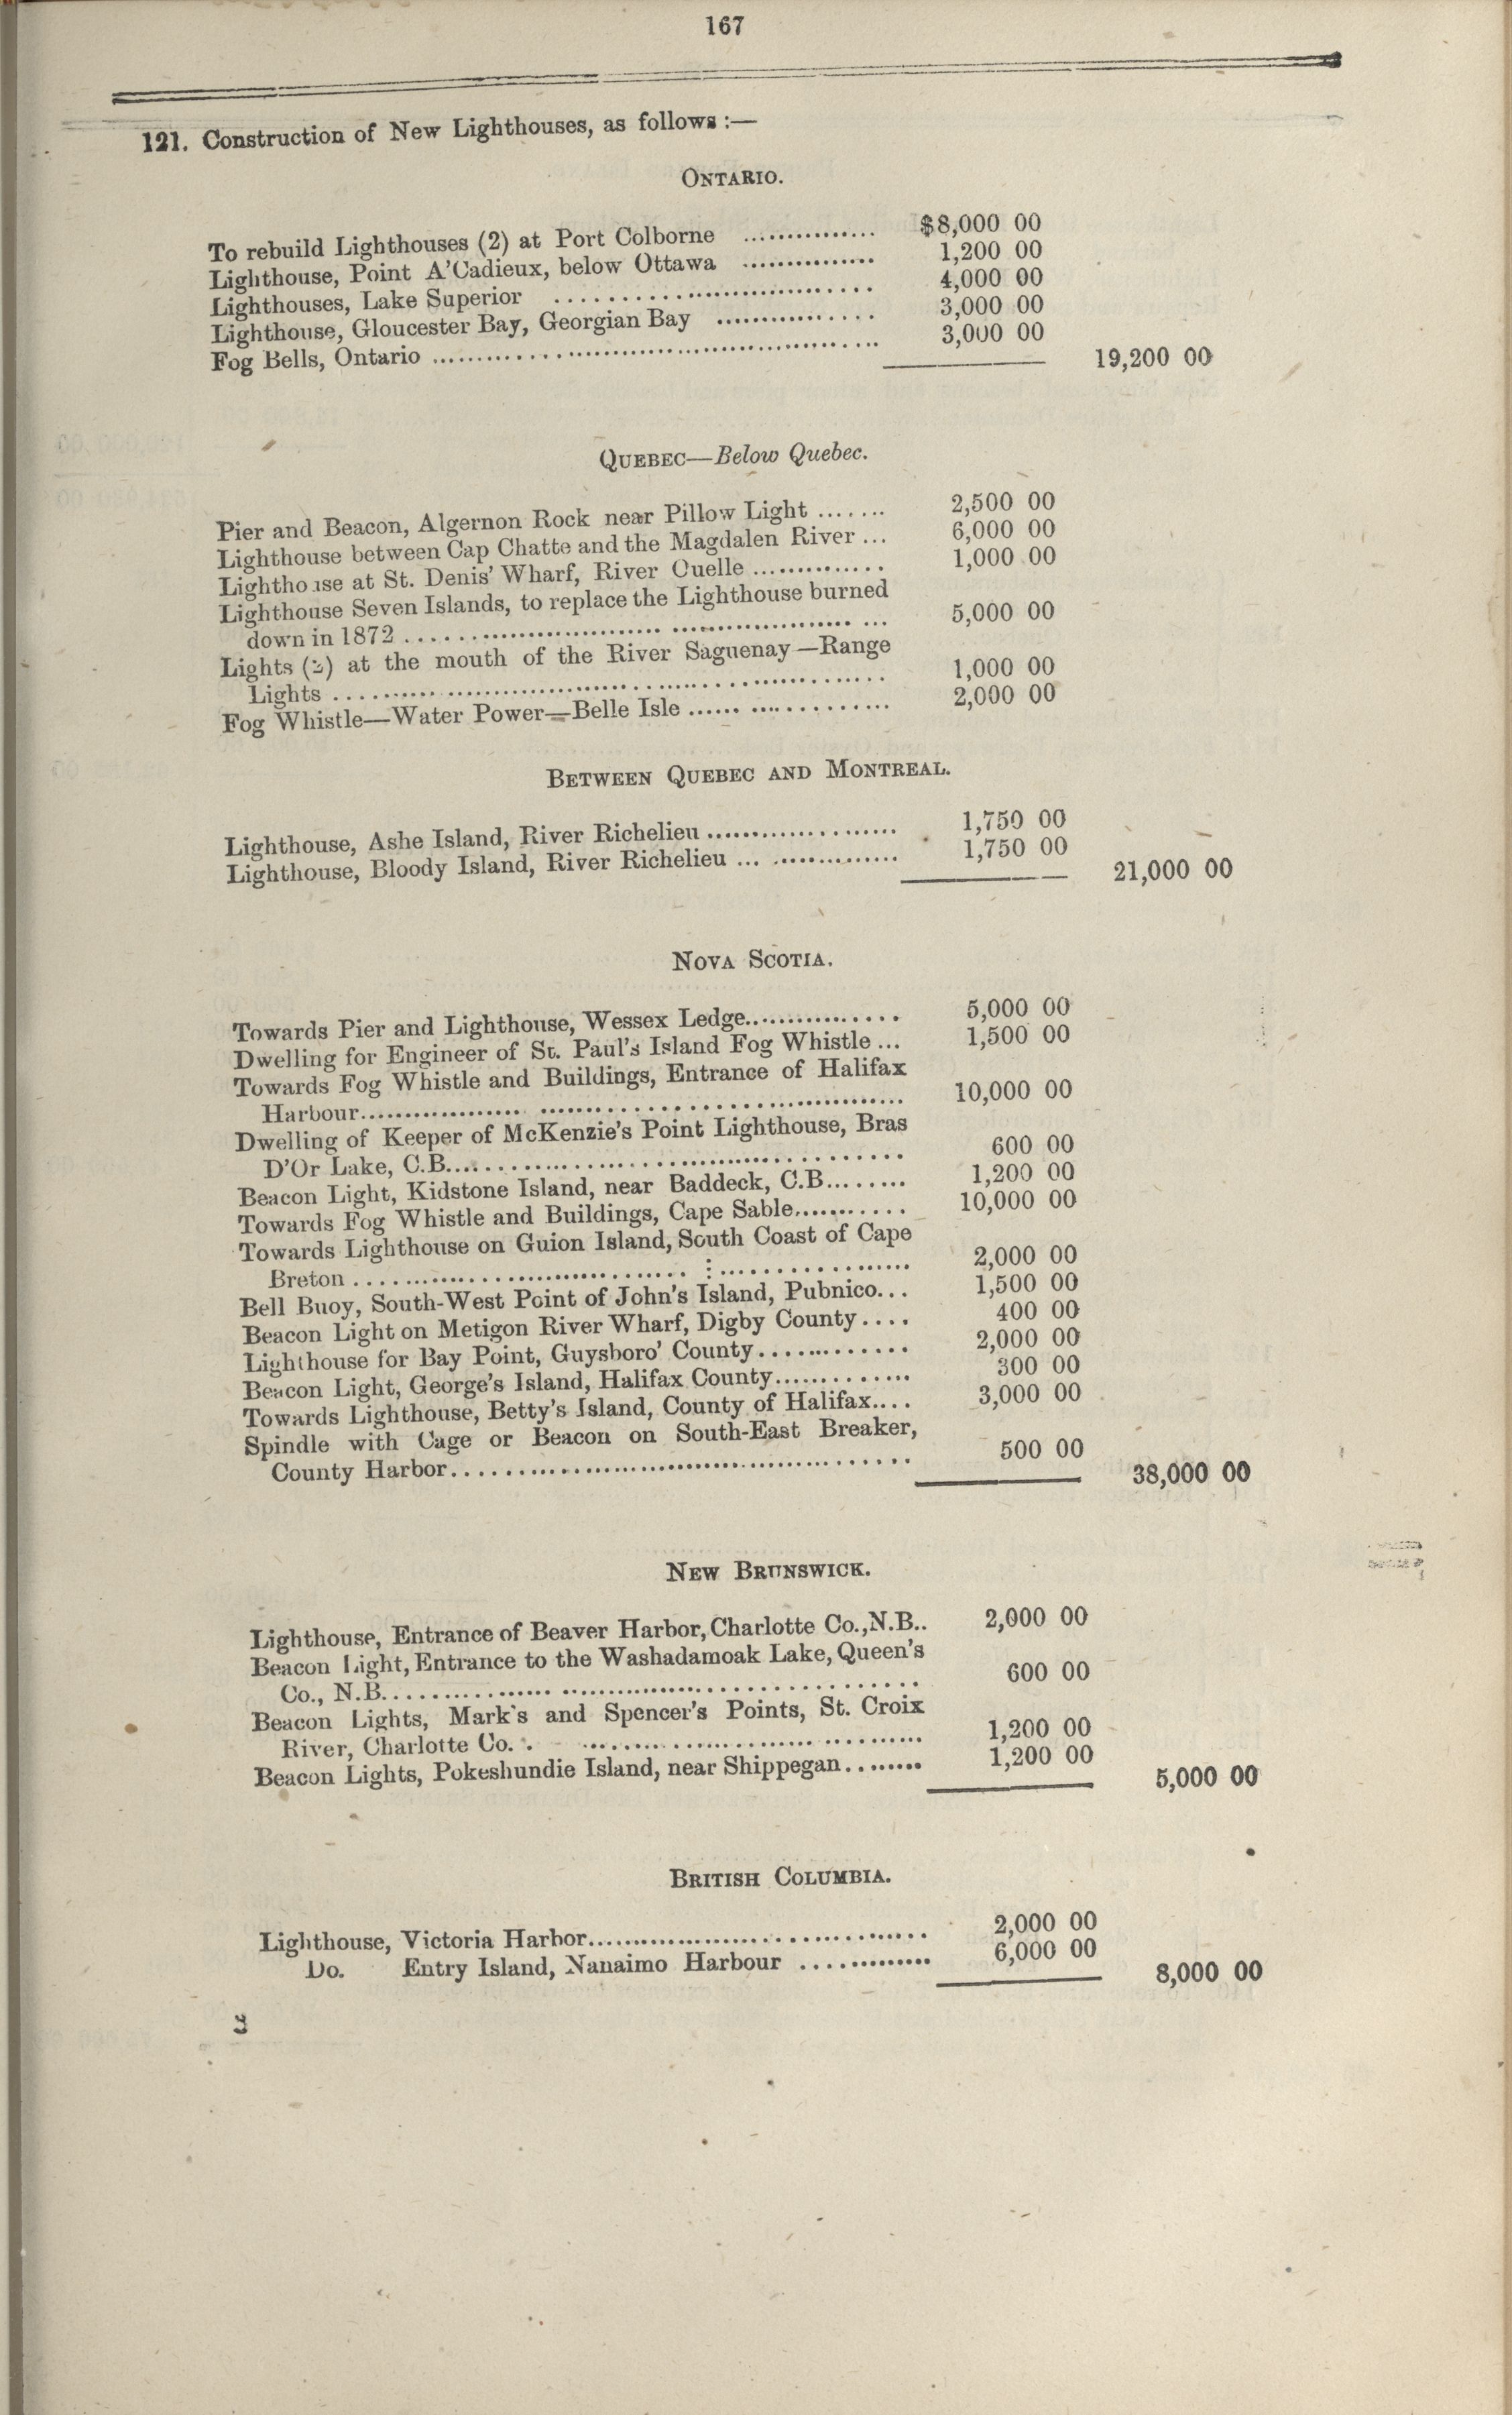 167
121. Construction of New Lighthouses, as follows :—
ONTARIO.
To rebuild Lighthouses (2) at Port Colborne ............... $8,000 00
Lighthouse, Point A'Cadieux, below Ottawa ............... 1,200 00
Lighthouses, Lake Superior ............................... 4,000 00
Lighthouse, Gloucester Bay, Georgian Bay ............... 3,000 00
Fog Bells, Ontario ............................................. 3,000 00
19,200 00
QUEBEC—Below Quebec.
Pier and Beacon, Algernon Rock near Pillow Light ....... 2,500 00
Lighthouse between Cap Chatte and the Magdalen River ... 6,000 00
Lighthouse at St. Denis' Wharf, River Ouelle ............. 1,000 00
Lighthouse Seven Islands, to replace the Lighthouse burned
down in 1872 ............................................. 5,000 00
Lights (2) at the mouth of the River Saguenay—Range
Lights ................................................... 1,000 00
Fog Whistle—Water Power—Belle Isle .................. 2,000 00
BETWEEN QUEBEC AND MONTREAL.
Lighthouse, Ashe Island, River Richelieu .................... 1,750 00
Lighthouse, Bloody Island, River Richelieu ................. 1,750 00
21,000 00
NOVA SCOTIA.
Towards Pier and Lighthouse, Wessex Ledge................ 5,000 00
Dwelling for Engineer of St. Paul's Island Fog Whistle ... 1,500 00
Towards Fog Whistle and Buildings, Entrance of Halifax
Harbour.................................................. 10,000 00
Dwelling of Keeper of McKenzie's Point Lighthouse, Bras
D'Or Lake, C.B........................................... 600 00
Beacon Light, Kidstone Island, near Baddeck, C.B......... 1,200 00
Towards Fog Whistle and Buildings, Cape Sable........... 10,000 00
Towards Lighthouse on Guion Island, South Coast of Cape
Breton ................................................... 2,000 00
Bell Buoy, South-West Point of John's Island, Pubnico... 1,500 00
Beacon Light on Metigon River Wharf, Digby County.... 400 00
Lighthouse for Bay Point, Guysboro' County............. 2,000 00
Beacon Light, George's Island, Halifax County............. 300 00
Towards Lighthouse, Betty's Island, County of Halifax.... 3,000 00
Spindle with Cage or Beacon on South-East Breaker,
County Harbor.......................................... 500 00
38,000 00
NEW BRUNSWICK.
Lighthouse, Entrance of Beaver Harbor, Charlotte Co., N.B.. 2,000 00
Beacon Light, Entrance to the Washadamoak Lake, Queen's
Co., N.B................................................. 600 00
Beacon Lights, Mark's and Spencer's Points, St. Croix
River, Charlotte Co. . ................................. 1,200 00
Beacon Lights, Pokeshundie Island, near Shippegan........ 1,200 00
5,000 00
BRITISH COLUMBIA.
Lighthouse, Victoria Harbor.................................. 2,000 00
Do. Entry Island, Nanaimo Harbour ............. 6,000 00
8,000 00